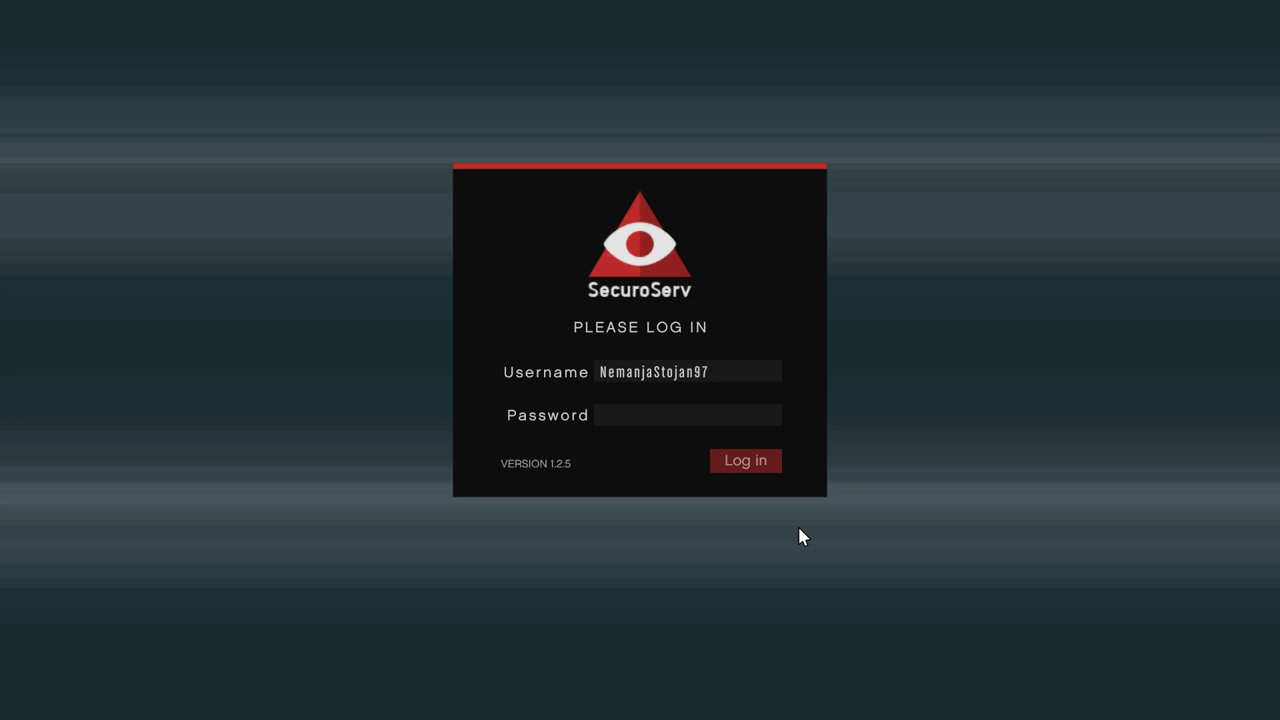 SecuroServ
PLEASE LOG IN
Username NemanjaStojan97
Password
VERSION 1.2.5 Log in